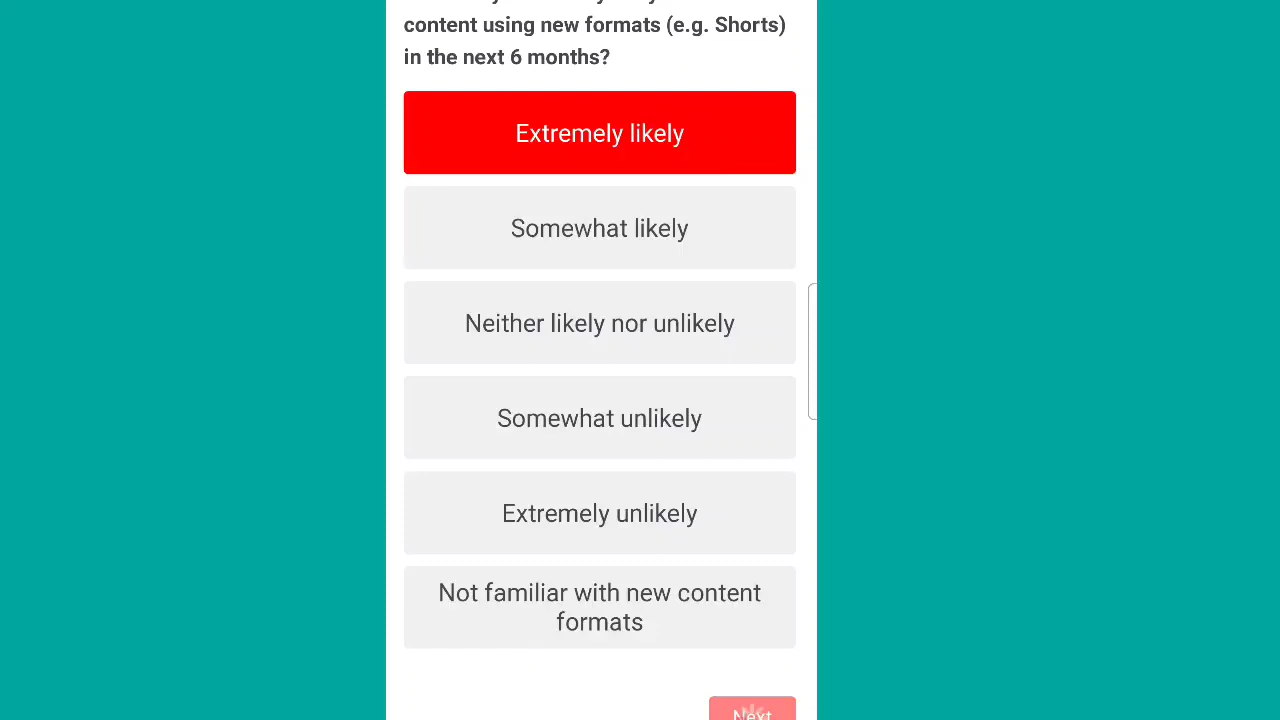 content using new formats (e.g. Shorts)
in the next 6 months?
Extremely likely
Somewhat likely
Neither likely nor unlikely
Somewhat unlikely
Extremely unlikely
Not familiar with new content
formats
Next